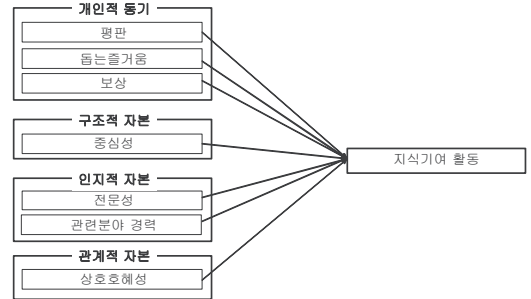 개인적 동기
평판
돕는즐거움
보상
구조적 자본
중심성
인지적 자본
전문성
관련분야 경력
관계적 자본
상호호혜성
지식기여 활동